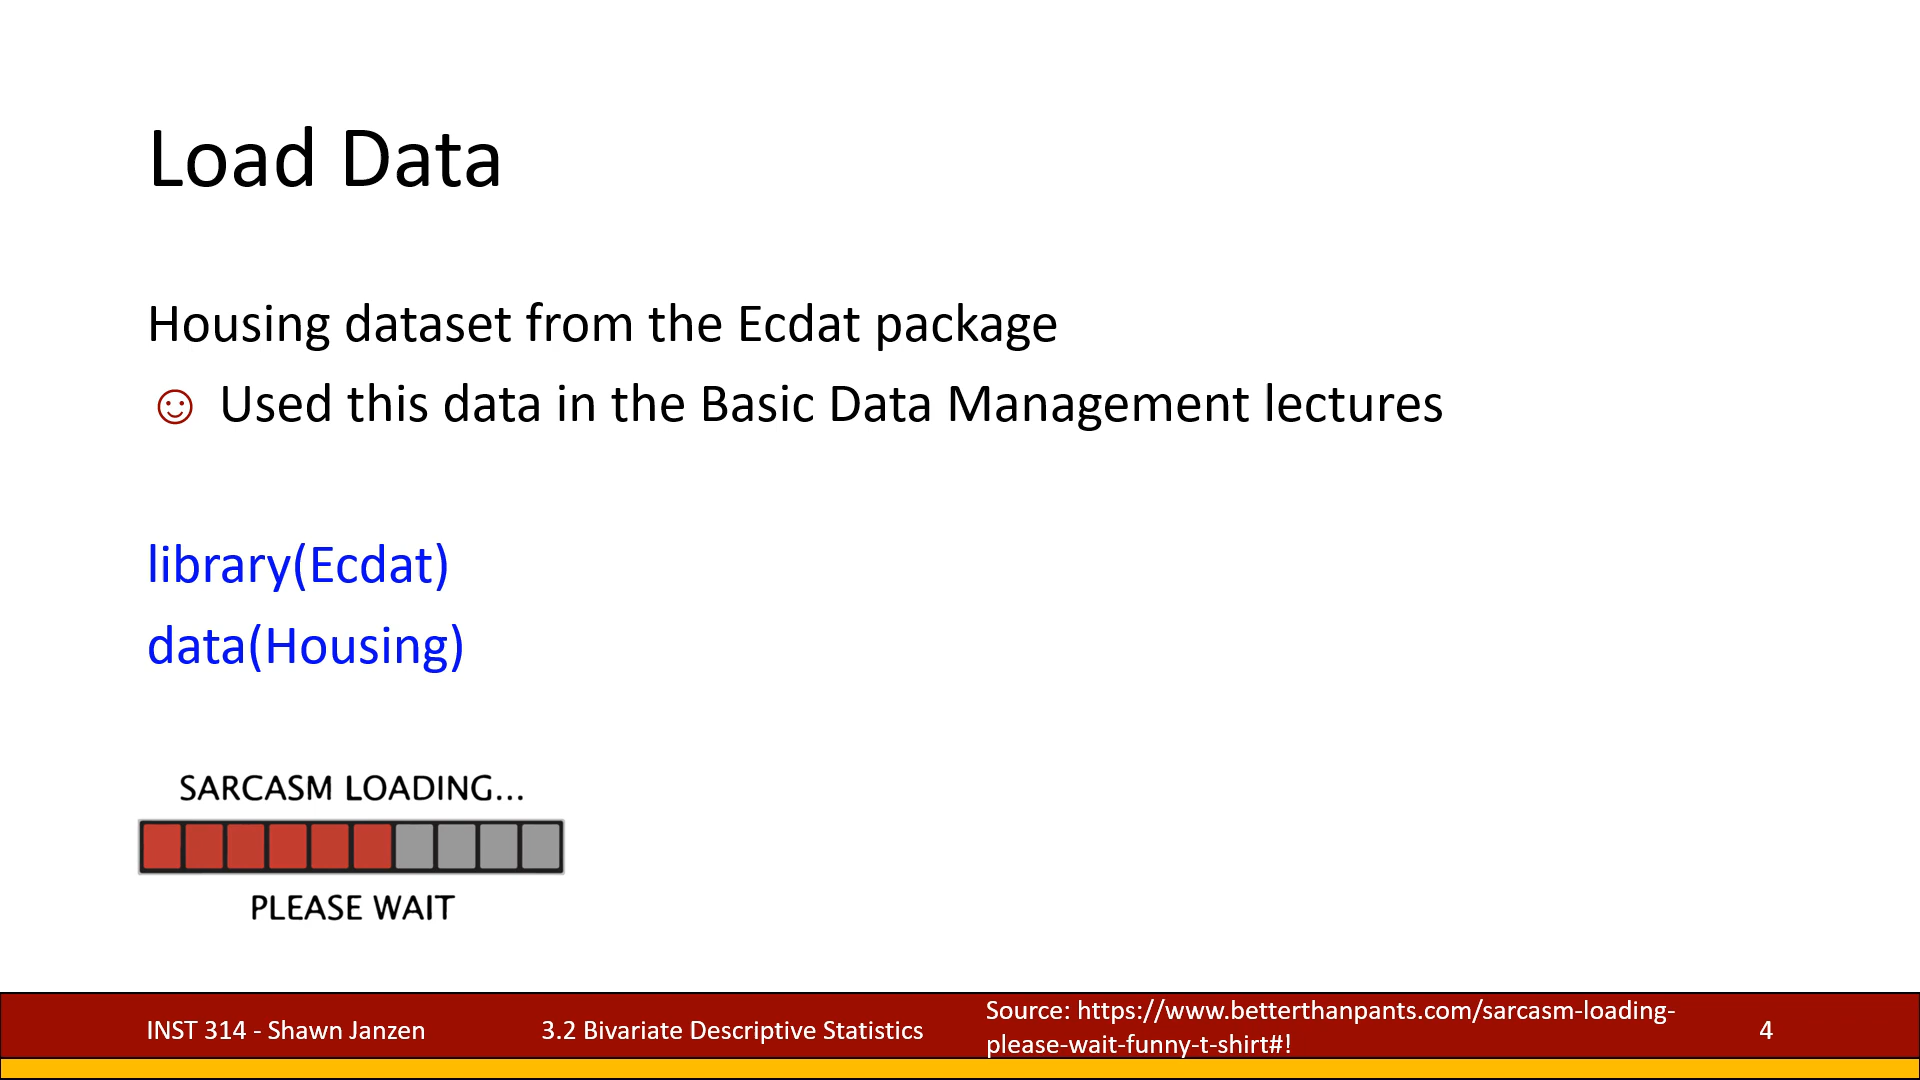 Load Data
Housing dataset from the Ecdat package
☺ Used this data in the Basic Data Management lectures
library(Ecdat)
data(Housing)
SARCASM LOADING...
PLEASE WAIT
INST 314 - Shawn Janzen
3.2 Bivariate Descriptive Statistics
Source: https://www.betterthanpants.com/sarcasm-loading-
please-wait-funny-t-shirt#!
4